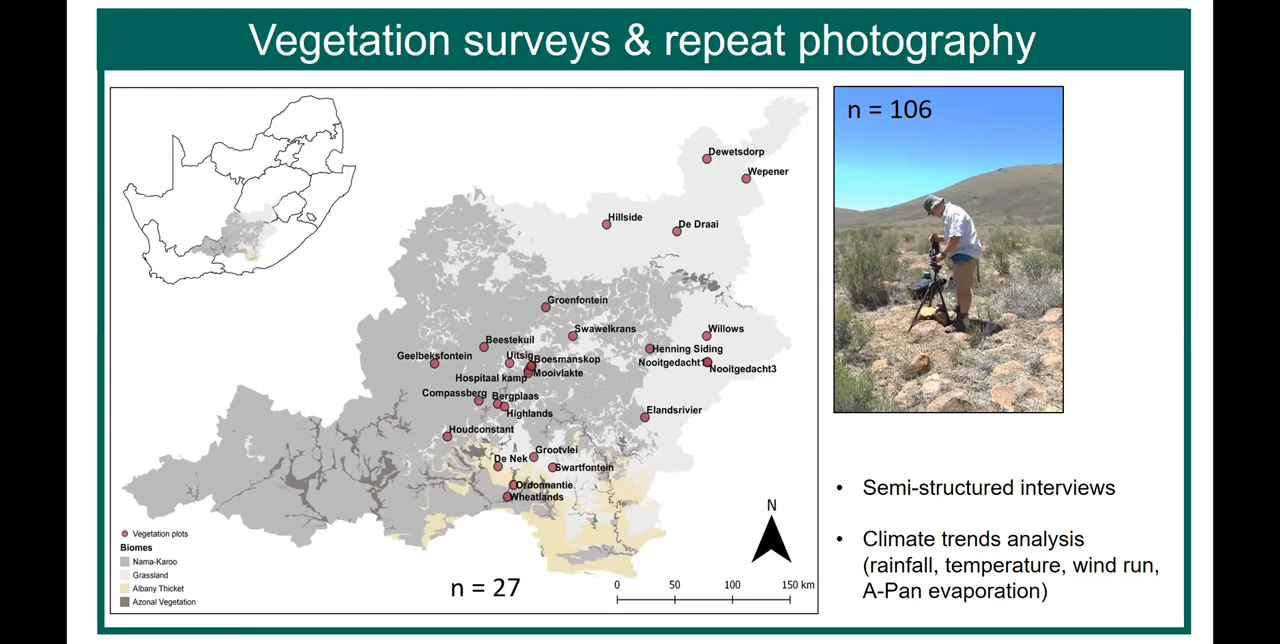 Vegetation surveys & repeat photography
Dewetsdorp
Wepener
Hillside
De Draai
Groenfontein
Swawelkrans
Willows
Beestekuil
Henning Siding
Geelbeksfontein
Uitsig
Boesmanskop
Nooitgedacht1
Nooitgedacht3
Mooivlakte
Hospitaal kamp
Compassberg
Bergplaas
Highlands
Elandsrivier
Houdconstant
Grootvlei
De Nek
Swartfontein
Ordonnantie
Wheatlands
Vegetation plots
Biomes
Nama-Karoo
Grassland
Albany Thicket
Azonal Vegetation
n = 27
N
0 50 100 150 km
n = 106
• Semi-structured interviews
• Climate trends analysis
(rainfall, temperature, wind run,
A-Pan evaporation)